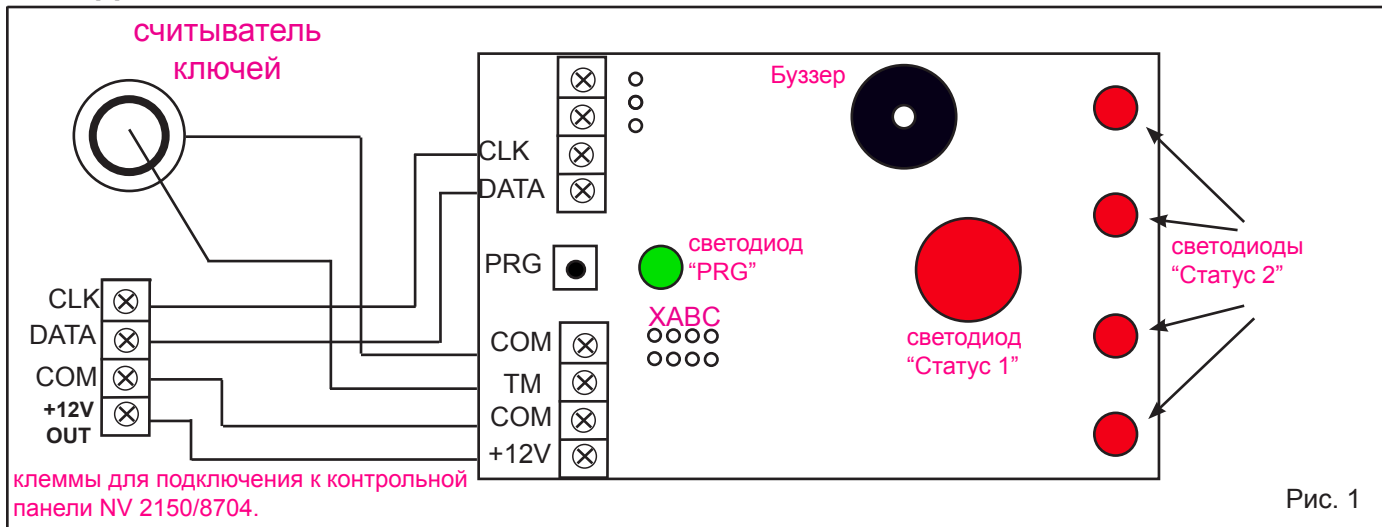 считыватель
ключей
Буззер
CLK
DATA
PRG
светодиод
“PRG”
XABC
светодиод
“Статус 1”
светодиоды
“Статус 2”
COM
TM
COM
+12V
CLK
DATA
COM
+12V
OUT
клеммы для подключения к контрольной
панели NV 2150/8704.
Рис. 1